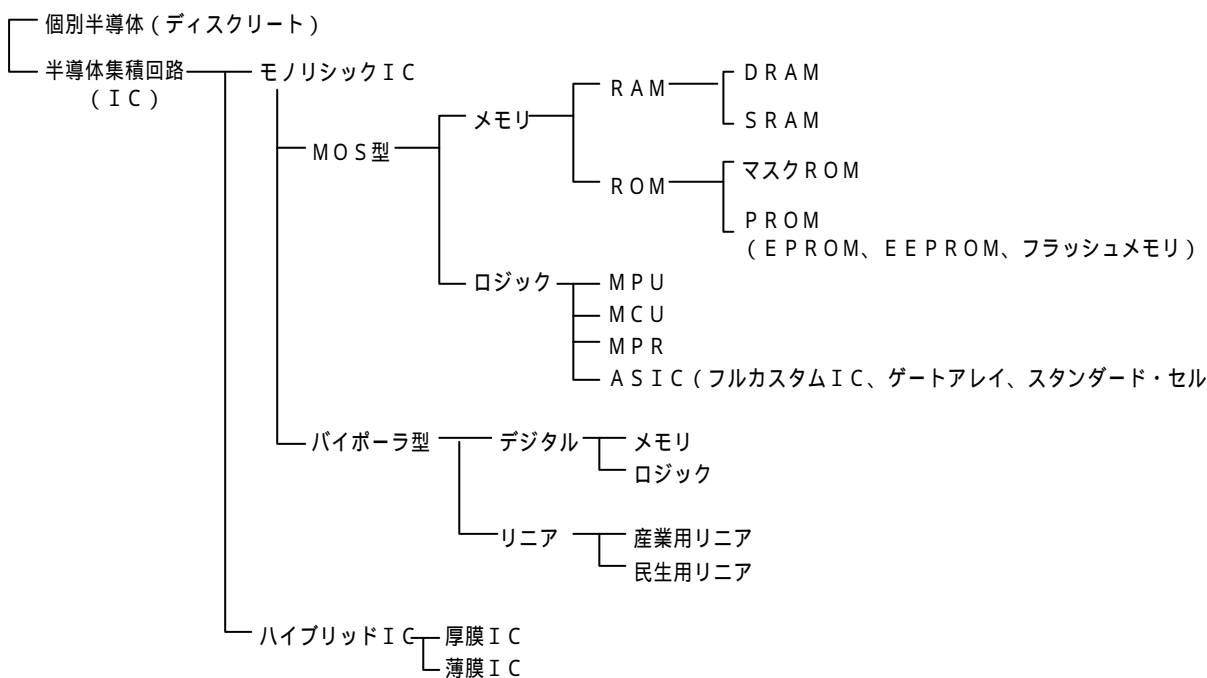 個別半導体（ディスクリート）
半導体集積回路
（ＩＣ）
モノリシックＩＣ
ＭＯＳ型
メモリ
ＲＡＭ
ＤＲＡＭ
ＳＲＡＭ
ＲＯＭ
マスクＲＯＭ
ＰＲＯＭ
（ＥＰＲＯＭ、ＥＥＰＲＯＭ、フラッシュメモリ）
ロジック
ＭＰＵ
ＭＣＵ
ＭＰＲ
ＡＳＩＣ（フルカスタムＩＣ、ゲートアレイ、スタンダード・セル
バイポーラ型
デジタル
メモリ
ロジック
リニア
産業用リニア
民生用リニア
ハイブリッドＩＣ
厚膜ＩＣ
薄膜ＩＣ